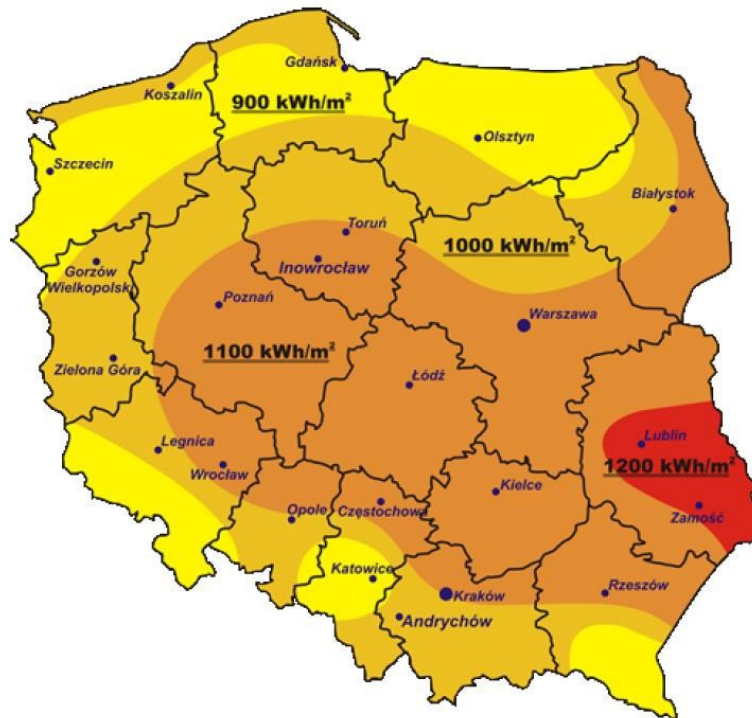 Gdańsk
Koszalin
900 kWh/m²
Olsztyn
Szczecin
Białystok
Toruń
1000 kWh/m²
Inowrocław
Gorzów
Wielkopolski
Poznań
Warszawa
1100 kWh/m²
Zielona Góra
Łódź
Legnica
Lublin
Wrocław
1200 kWh/m²
Kielce
Opole
Częstochowa
Zamość
Katowice
Kraków
Rzeszów
Andrychów